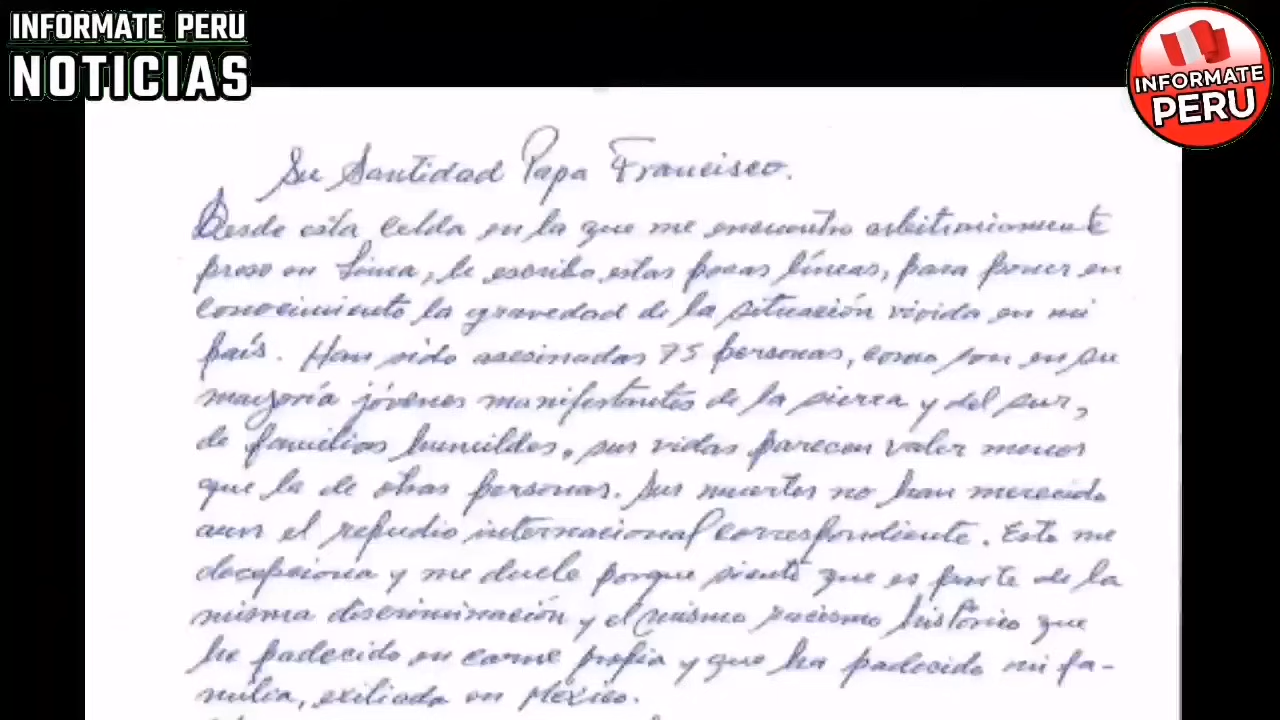 INFORMATE PERU
NOTICIAS
INFORMATE
PERU
Su Santidad Papa Francisco.
Desde esta celda en la que me encuentro arbitrariamente
preso en Lima, le escribo estas pocas líneas, para poner en
conocimiento la gravedad de la situación vivida en mi
país. Han sido asesinadas 75 personas, como son en su
mayoría jóvenes manifestantes de la sierra y del sur,
de familias humildes, sus vidas parecen valer menos
que la de otras personas. Sus muertes no han merecido
aun el repudio internacional correspondiente. Esto me
decepciona y me duele porque siento que es parte de la
misma discriminación y el mismo racismo histórico que
he padecido en carne propia y que ha padecido mi fa-
milia, exiliada en México.